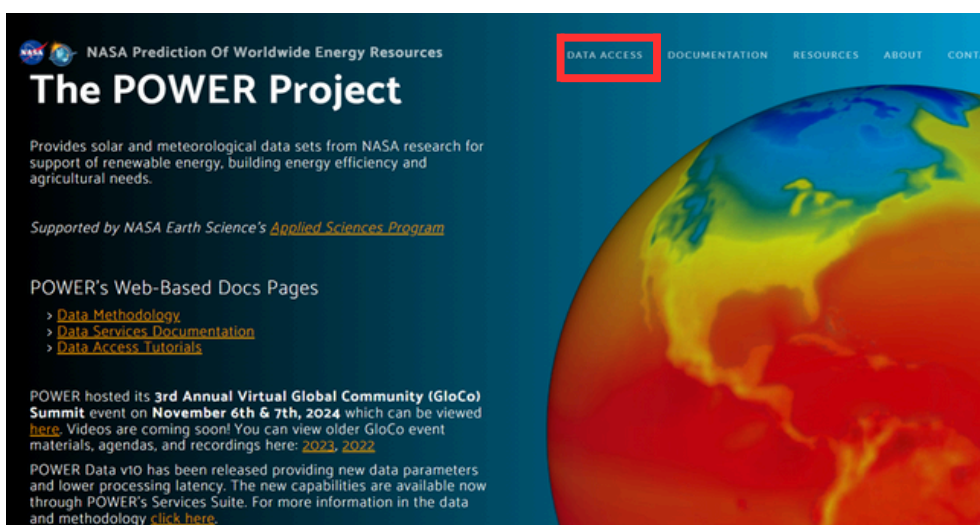 NASA Prediction Of Worldwide Energy Resources
DATA ACCESS DOCUMENTATION RESOURCES ABOUT CONT
The POWER Project
Provides solar and meteorological data sets from NASA research for
support of renewable energy, building energy efficiency and
agricultural needs.
Supported by NASA Earth Science's Applied Sciences Program
POWER's Web-Based Docs Pages
> Data Methodology
> Data Services Documentation
> Data Access Tutorials
POWER hosted its 3rd Annual Virtual Global Community (GloCo)
Summit event on November 6th & 7th, 2024 which can be viewed
here. Videos are coming soon! You can view older GloCo event
materials, agendas, and recordings here: 2023, 2022
POWER Data v10 has been released providing new data parameters
and lower processing latency. The new capabilities are available now
through POWER's Services Suite. For more information in the data
and methodology click here.